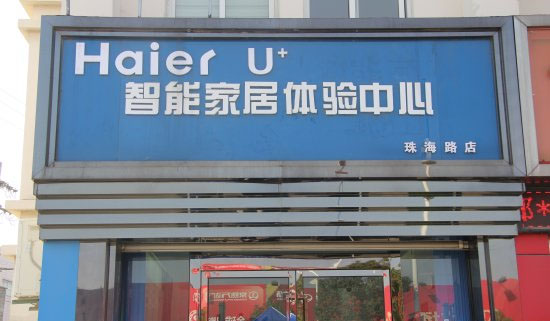 Haier U+
智能家居体验中心
珠海路店